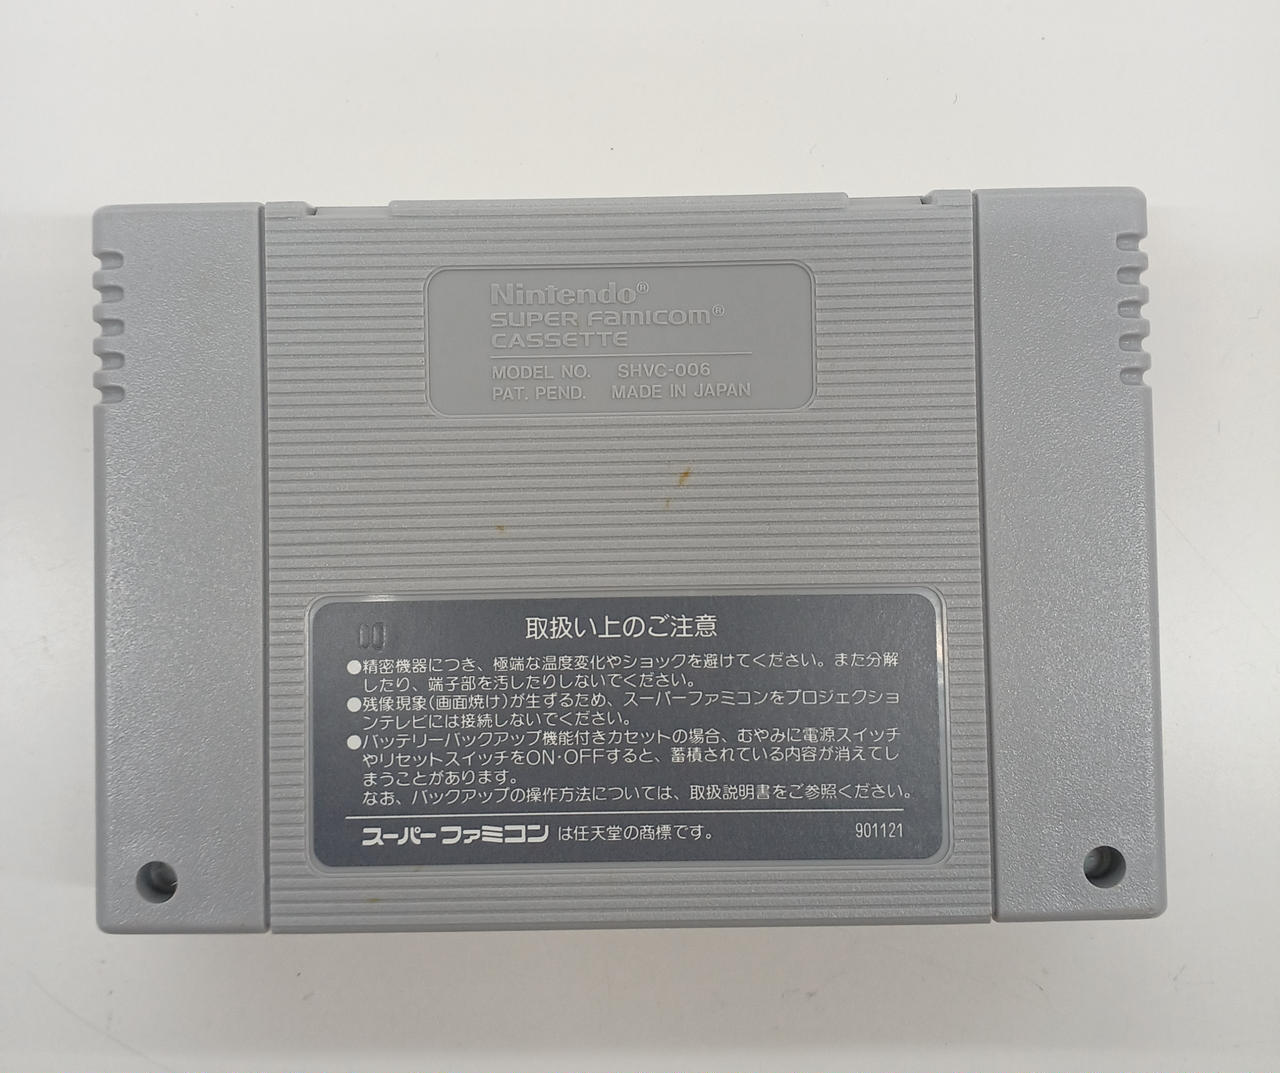 Nintendo®
SUPER FAMICOM®
CASSETTE
MODEL NO. SHVC-006
PAT. PEND. MADE IN JAPAN
取扱い上のご注意
●精密機器につき、極端な温度変化やショックを避けてください。また分解
したり、端子部を汚したりしないでください。
●残像現象(画面焼け)が生ずるため、スーパーファミコンをプロジェクショ
ンテレビには接続しないでください。
●バッテリーバックアップ機能付きカセットの場合、むやみに電源スイッチ
やリセットスイッチをON・OFFすると、蓄積されている内容が消えてし
まうことがあります。
なお、バックアップの操作方法については、取扱説明書をご参照ください。
スーパーファミコン は任天堂の商標です。 901121